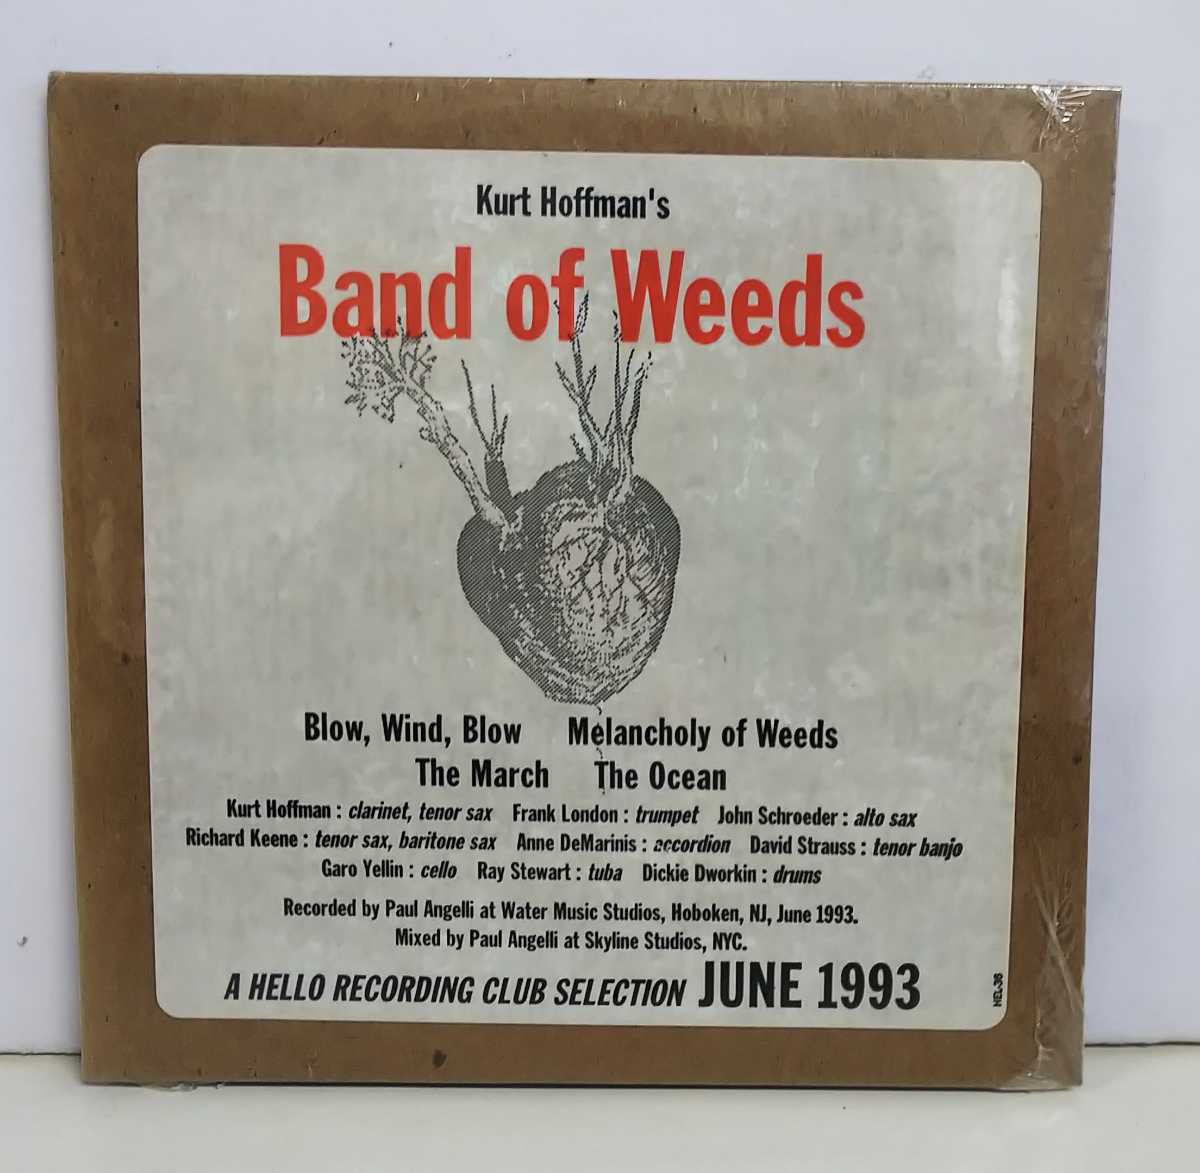 Kurt Hoffman's
Band of Weeds
Blow, Wind, Blow Melancholy of Weeds
The March The Ocean
Kurt Hoffman : clarinet, tenor sax Frank London : trumpet John Schroeder : alto sax
Richard Keene : tenor sax, baritone sax Anne DeMarinis : accordion David Strauss : tenor banjo
Garo Yellin : cello Ray Stewart : tuba Dickie Dworkin : drums
Recorded by Paul Angelli at Water Music Studios, Hoboken, NJ, June 1993.
Mixed by Paul Angelli at Skyline Studios, NYC.
A HELLO RECORDING CLUB SELECTION JUNE 1993
HEL-36